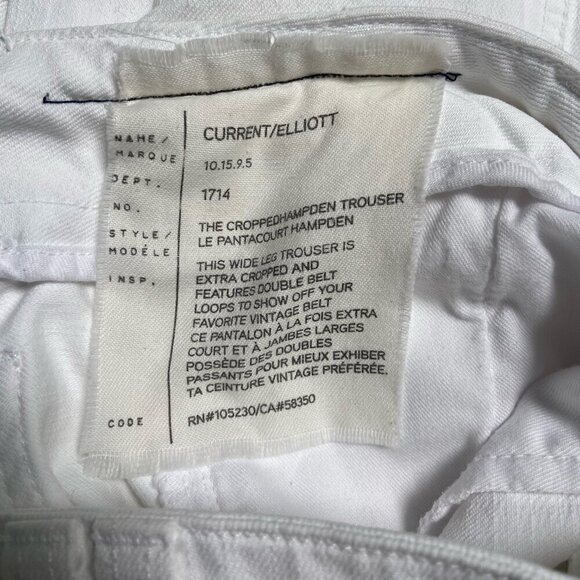 NAME/ CURRENT/ELLIOTT
MARQUE 10.15.9.5
DEPT. 1714
NO. THE CROPPEDHAMPDEN TROUSER
STYLE/ LE PANTACOURT HAMPDEN
MODÈLE THIS WIDE LEG TROUSER IS
INSP. EXTRA CROPPED AND
FEATURES DOUBLE BELT
LOOPS TO SHOW OFF YOUR
FAVORITE VINTAGE BELT
CE PANTALON À LA FOIS EXTRA
COURT ET À JAMBES LARGES
POSSÈDE DES DOUBLES
PASSANTS POUR MIEUX EXHIBER
TA CEINTURE VINTAGE PRÉFÉRÉE.
CODE RN#105230/CA#58350